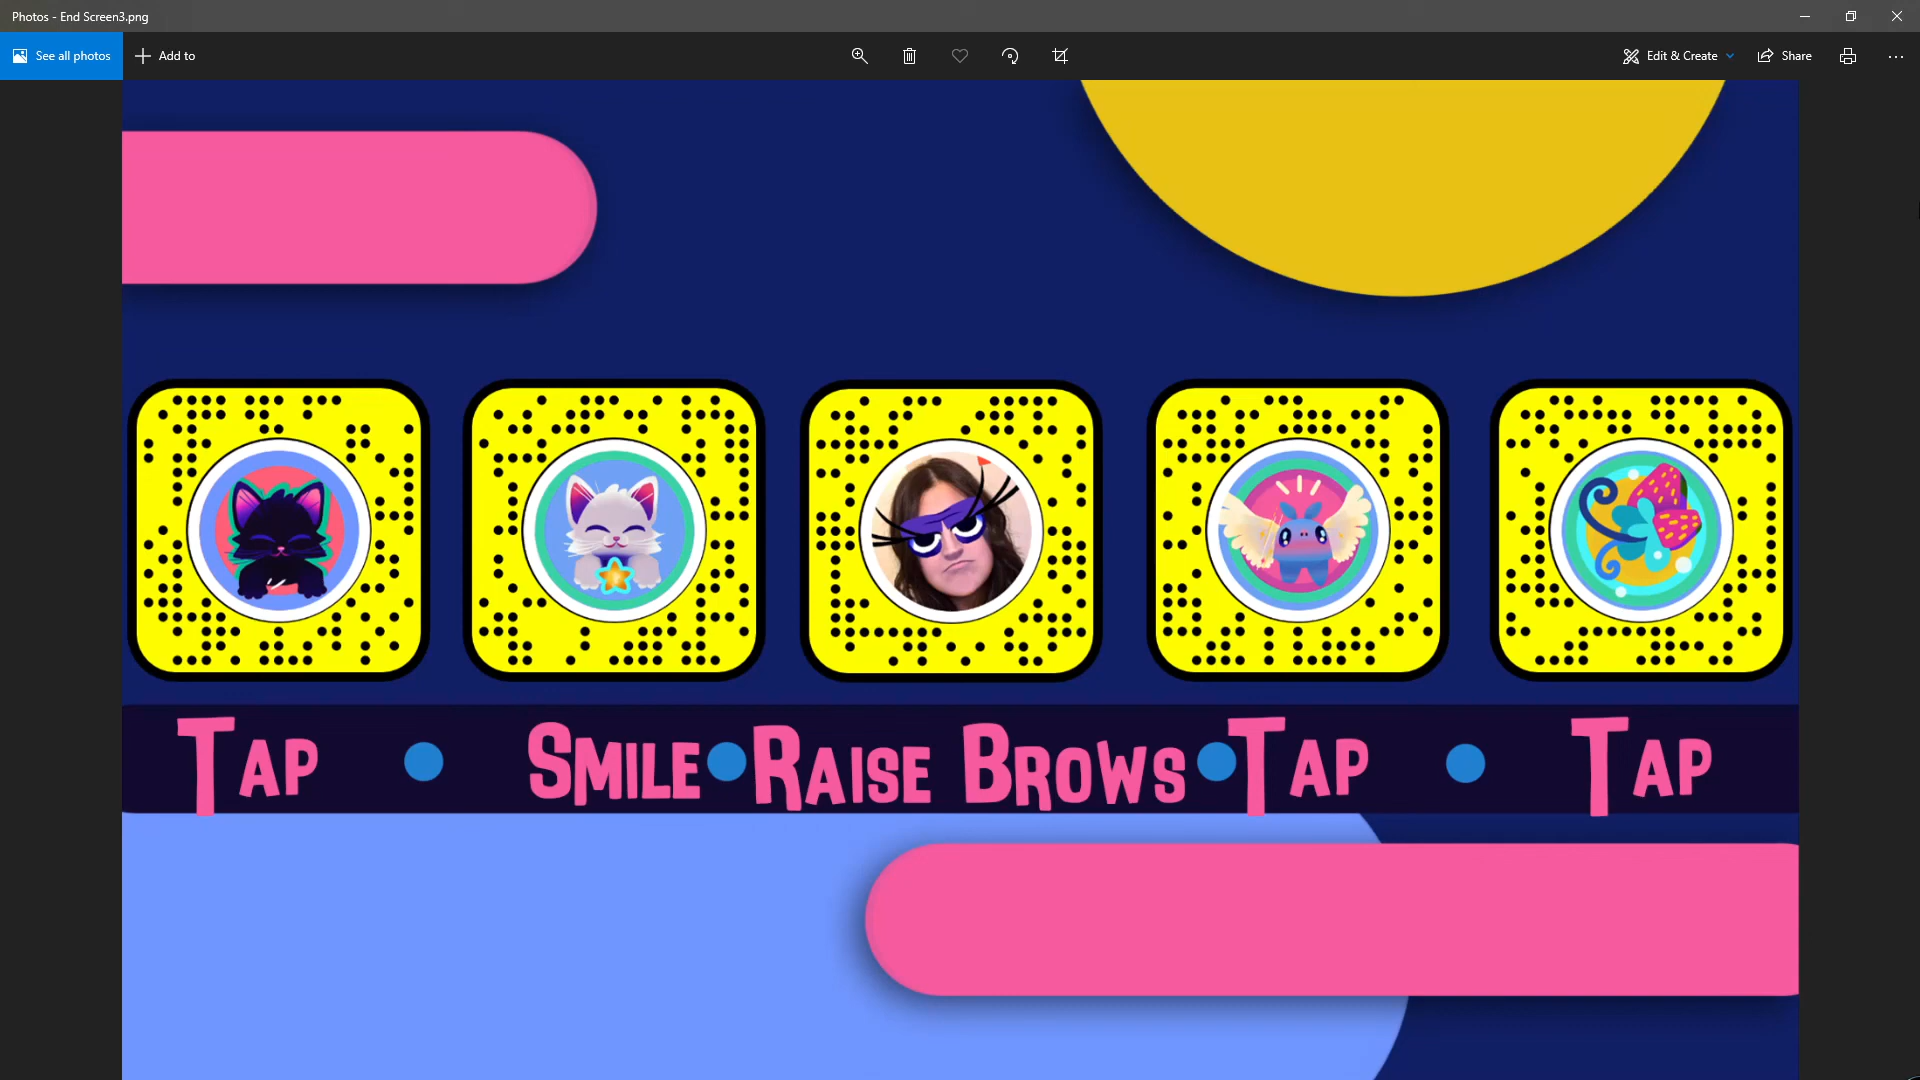 Photos - End Screen3.png
See all photos
Add to
Edit & Create
Share
Tap • Smile • Raise Brows • Tap • Tap